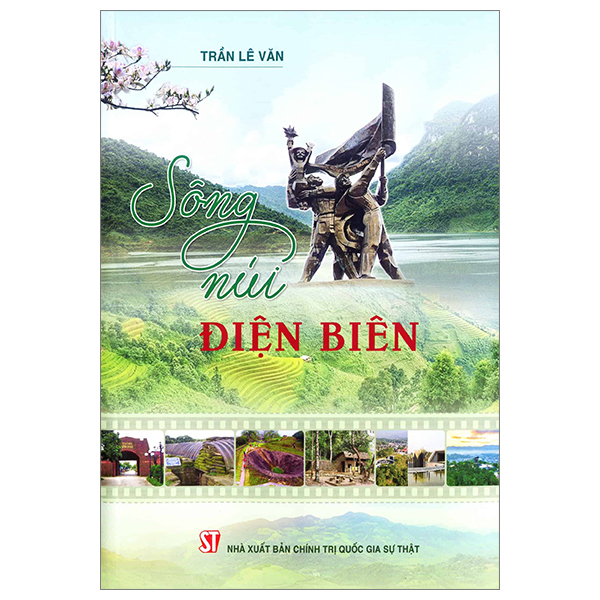 TRẦN LÊ VĂN
Sông
núi
ĐIỆN BIÊN
ST
NHÀ XUẤT BẢN CHÍNH TRỊ QUỐC GIA SỰ THẬT